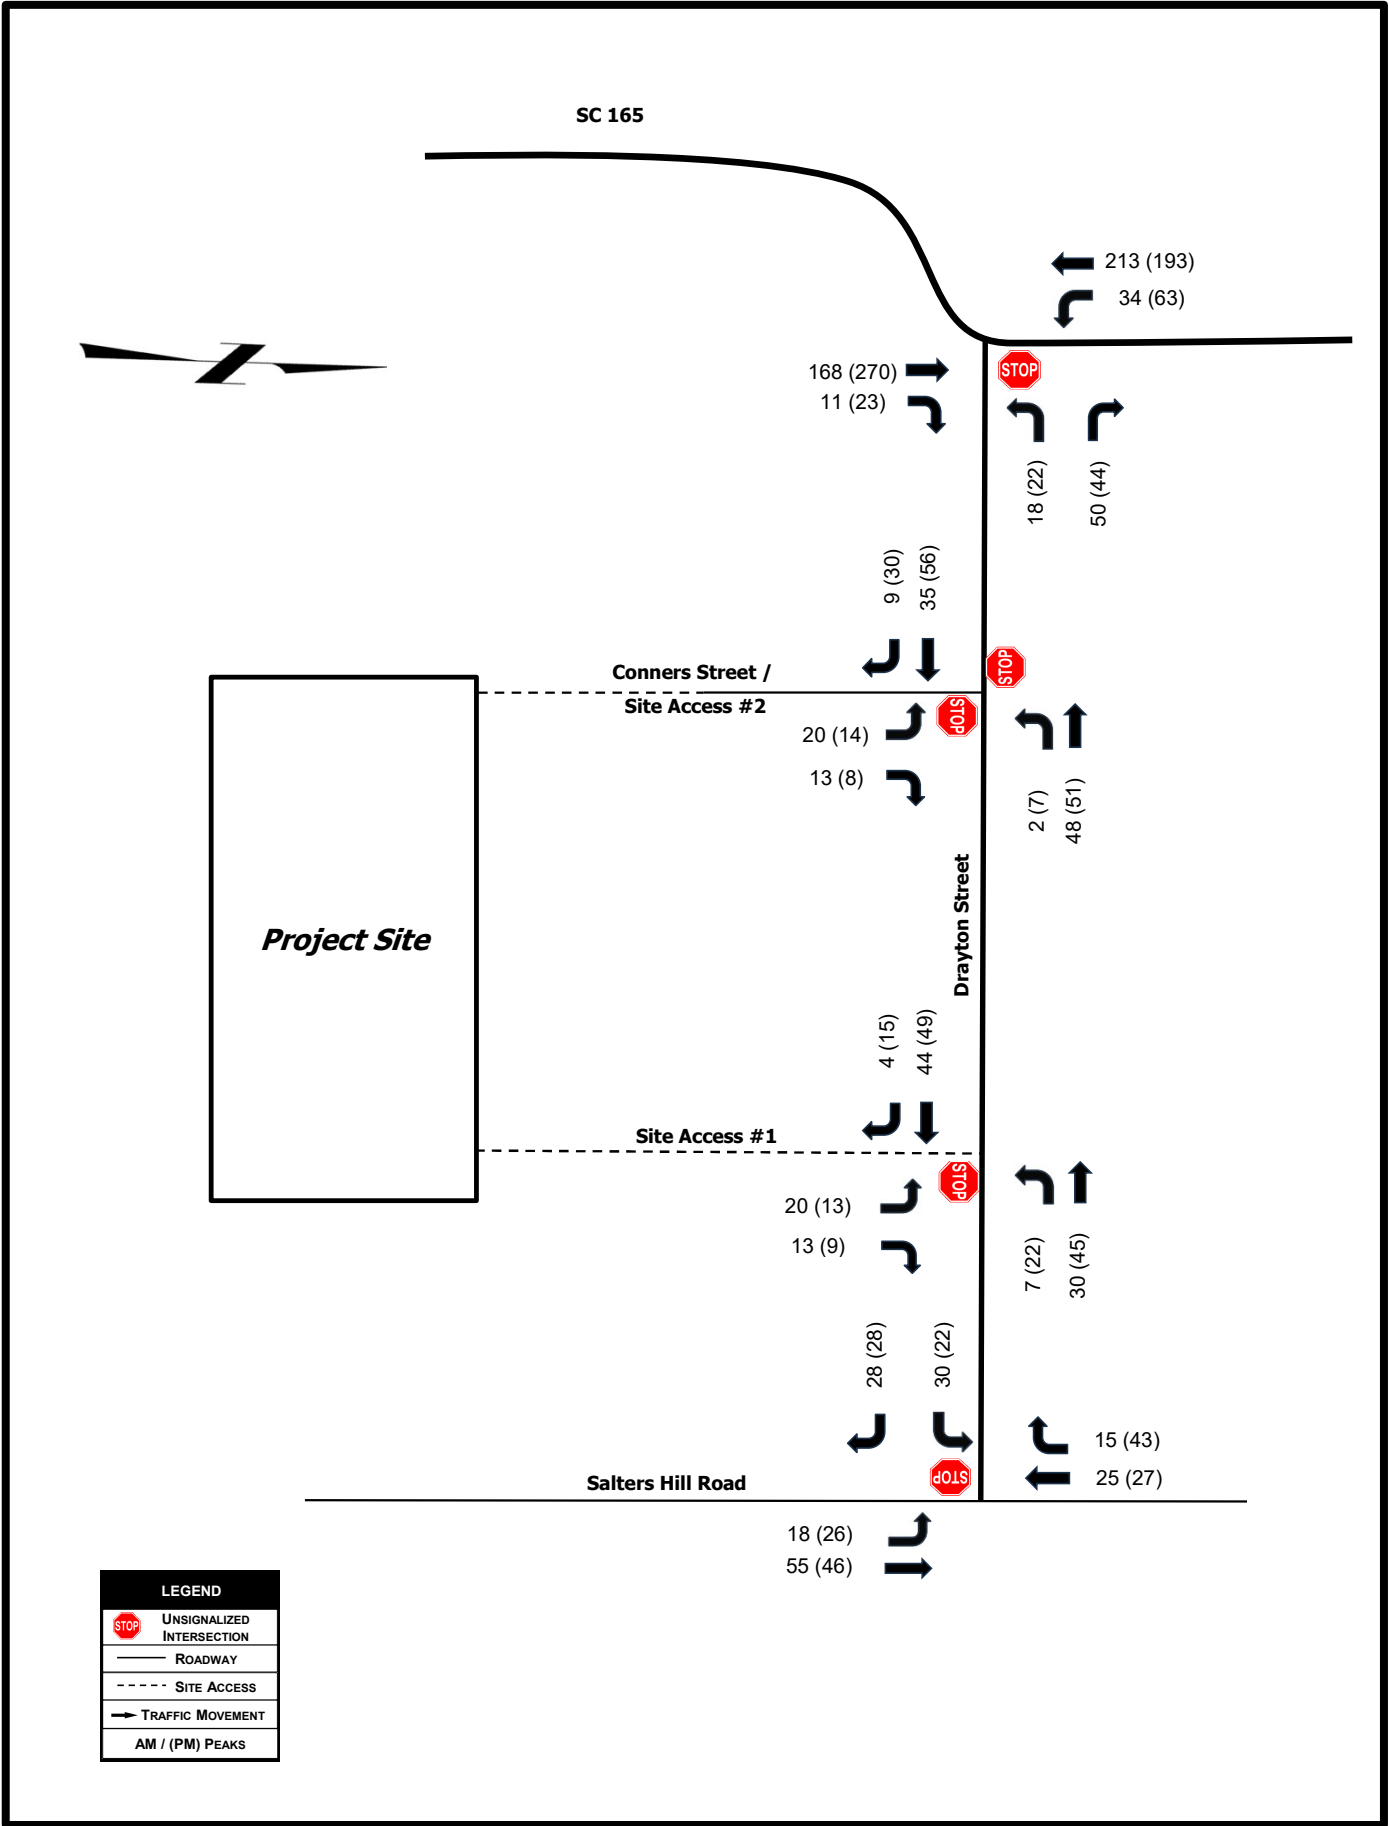 SC 165
213 (193)
34 (63)
168 (270)
STOP
11 (23)
18 (22)
50 (44)
9 (30)
35 (56)
Conners Street /
STOP
Site Access #2
STOP
20 (14)
13 (8)
2 (7)
48 (51)
Drayton Street
Project Site
4 (15)
44 (49)
Site Access #1
STOP
20 (13)
13 (9)
7 (22)
30 (45)
28 (28)
30 (22)
15 (43)
25 (27)
STOP
Salters Hill Road
18 (26)
55 (46)
LEGEND
STOP
UNSIGNALIZED
INTERSECTION
ROADWAY
SITE ACCESS
TRAFFIC MOVEMENT
AM / (PM) PEAKS